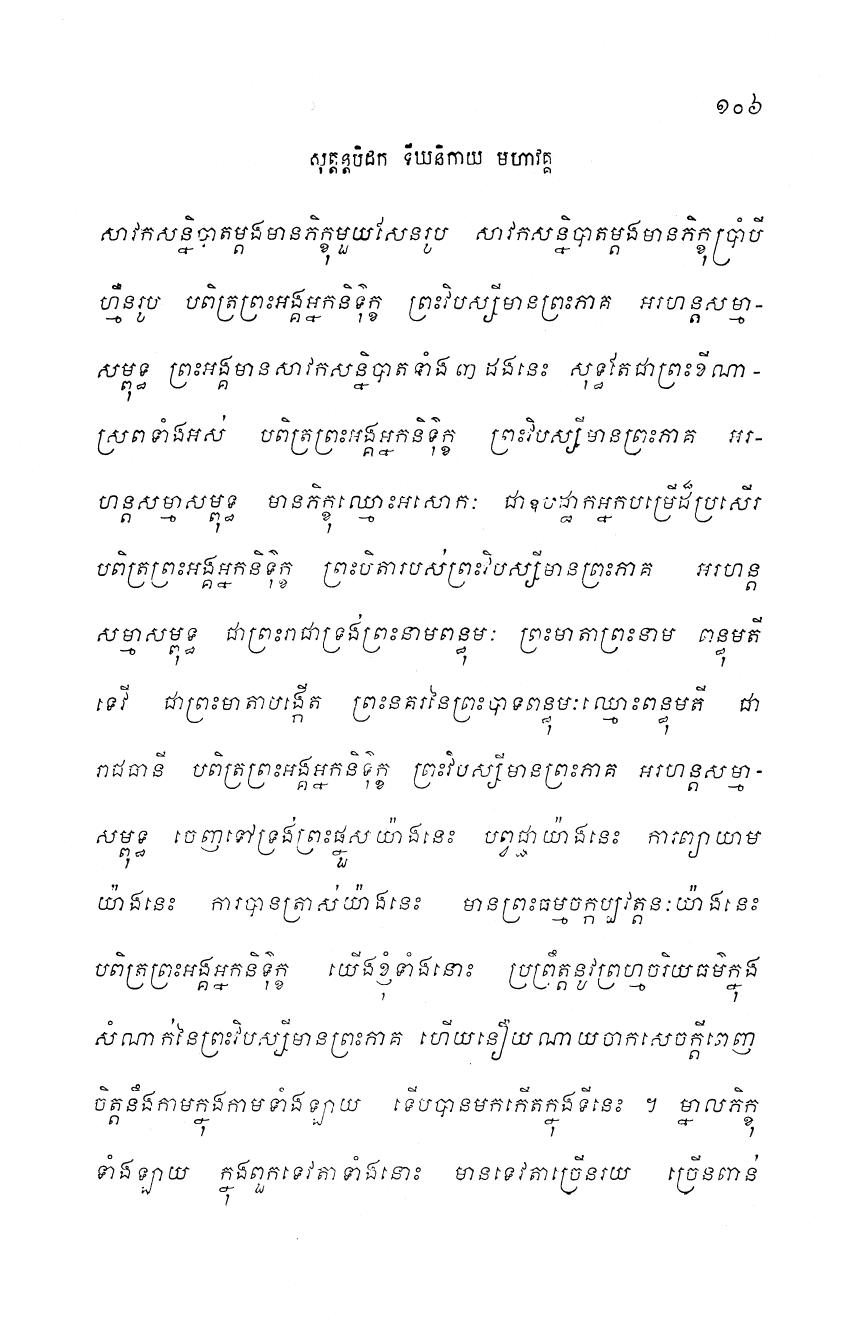 ១០៦
សុត្តន្តបិដក ទីឃនិកាយ មហាវគ្គ
សាវកសន្និបាតម្តងមានភិក្ខុមួយសែនរូប សាវកសន្និបាតម្តងមានភិក្ខុប្រាំបី
ហ្មឺនរូប បពិត្រព្រះអង្គអ្នកនិទ៌ុក្ខ ព្រះវិបស្សីមានព្រះភាគ អរហន្តសម្មា-
សម្ពុទ្ធ ព្រះអង្គមានសាវកសន្និបាតទាំង ៣ ដងនេះ សុទ្ធតែជាព្រះខីណា-
ស្រពទាំងអស់ បពិត្រព្រះអង្គអ្នកនិទ៌ុក្ខ ព្រះវិបស្សីមានព្រះភាគ អរ-
ហន្តសម្មាសម្ពុទ្ធ មានភិក្ខុឈ្មោះអសោកៈ ជាឧបដ្ឋាកអ្នកបម្រើដ៏ប្រសើរ
បពិត្រព្រះអង្គអ្នកនិទ៌ុក្ខ ព្រះបិតារបស់ព្រះវិបស្សីមានព្រះភាគ អរហន្ត
សម្មាសម្ពុទ្ធ ជាព្រះរាជាទ្រង់ព្រះនាមពន្ធុមៈ ព្រះមាតាព្រះនាម ពន្ធុមតី
ទេវី ជាព្រះមាតាបង្កើត ព្រះនគរនៃព្រះបាទពន្ធុមៈឈ្មោះពន្ធុមតី ជា
រាជធានី បពិត្រព្រះអង្គអ្នកនិទ៌ុក្ខ ព្រះវិបស្សីមានព្រះភាគ អរហន្តសម្មា-
សម្ពុទ្ធ ចេញទៅទ្រង់ព្រះផ្នួសយ៉ាងនេះ បព្វជ្ជាយ៉ាងនេះ ការព្យាយាម
យ៉ាងនេះ ការបានត្រាស់យ៉ាងនេះ មានព្រះធម្មចក្កប្បវត្តនៈយ៉ាងនេះ
បពិត្រព្រះអង្គអ្នកនិទ៌ុក្ខ យើងខ្ញុំទាំងនោះ ប្រព្រឹត្តនូវព្រហ្មចរិយធម៌ក្នុង
សំណាក់នៃព្រះវិបស្សីមានព្រះភាគ ហើយនឿយណាយចាកសេចក្តីពេញ
ចិត្តនឹងកាមក្នុងកាមទាំងឡាយ ទើបបានមកកើតក្នុងទីនេះ ។ ម្នាលភិក្ខុ
ទាំងឡាយ ក្នុងពួកទេវតាទាំងនោះ មានទេវតាច្រើនរយ ច្រើនពាន់